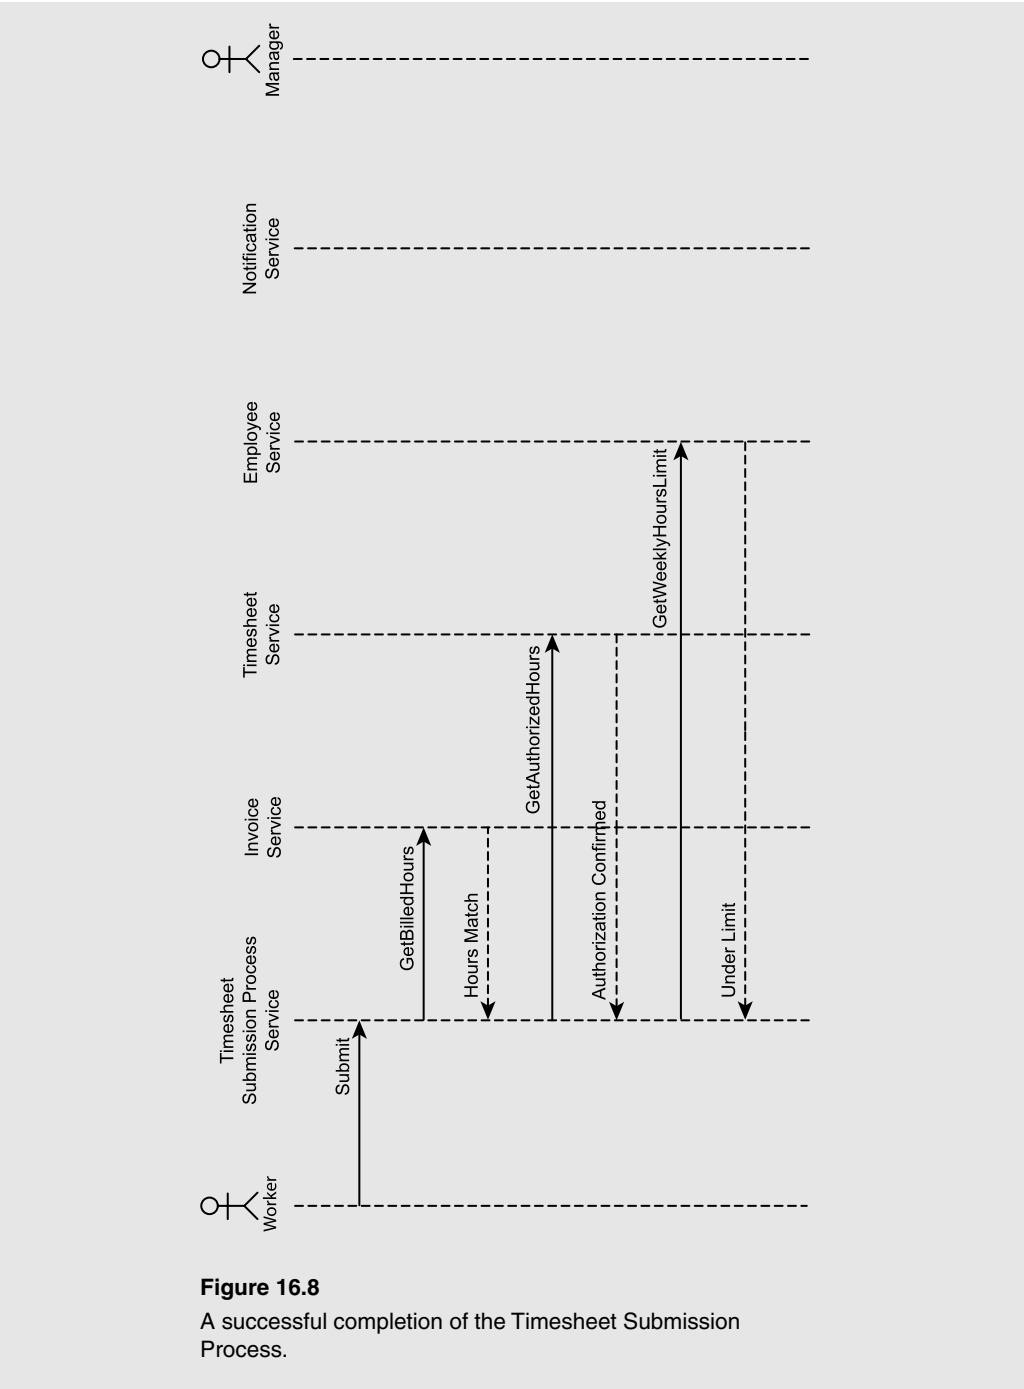 Worker
Timesheet
Submission Process
Service
Invoice
Service
Timesheet
Service
Employee
Service
Notification
Service
Manager
Submit
GetBilledHours
Hours Match
GetAuthorizedHours
Authorization Confirmed
GetWeeklyHoursLimit
Under Limit
Figure 16.8
A successful completion of the Timesheet Submission
Process.